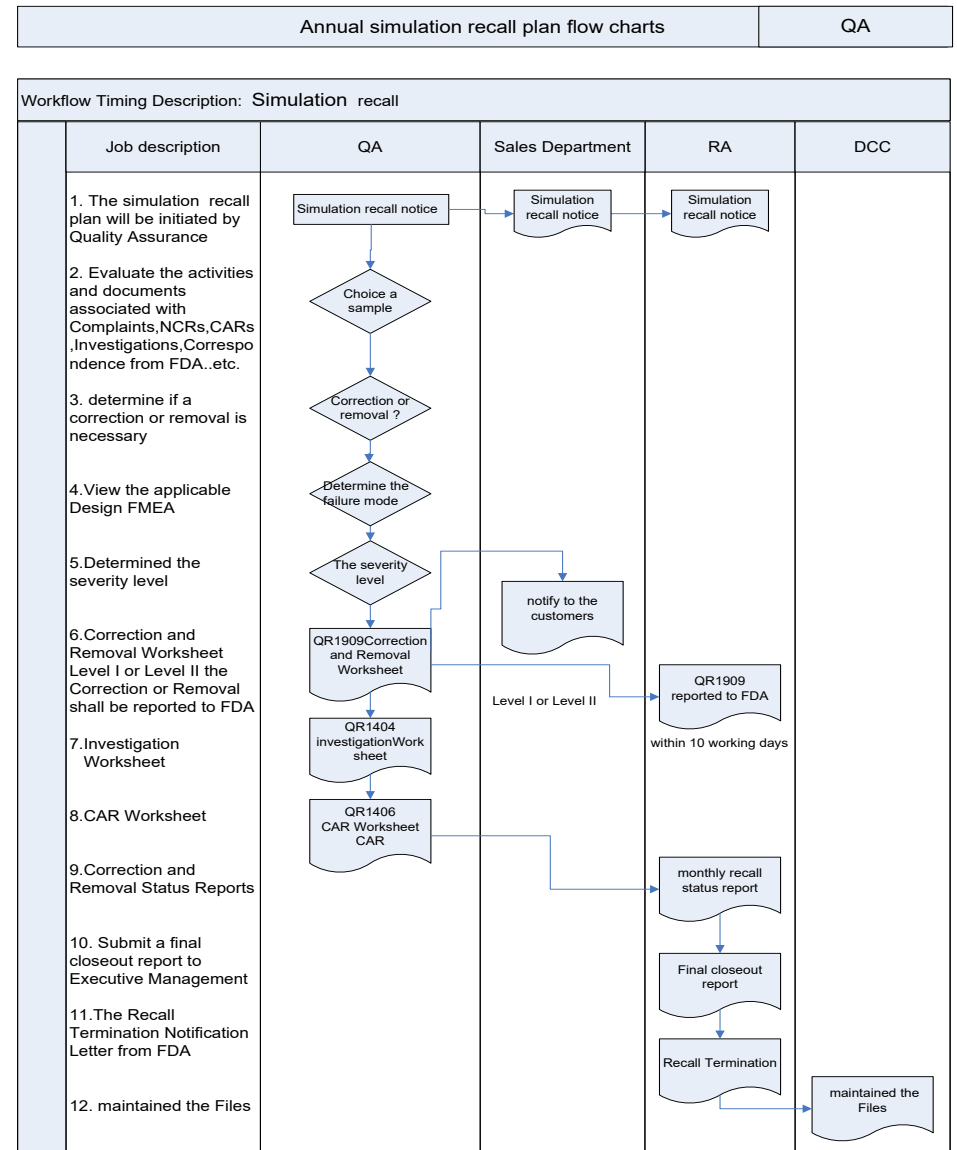 Annual simulation recall plan flow charts
QA
Workflow Timing Description: Simulation recall
Job description
QA
Sales Department
RA
DCC
1. The simulation recall
plan will be initiated by
Quality Assurance
Simulation recall notice
Simulation
recall notice
Simulation
recall notice
2. Evaluate the activities
and documents
associated with
Complaints,NCRs,CARs
,Investigations,Correspo
ndence from FDA..etc.
Choice a
sample
3. determine if a
correction or removal is
necessary
Correction or
removal ?
4.View the applicable
Design FMEA
Determine the
failure mode
5.Determined the
severity level
The severity
level
notify to the
customers
6.Correction and
Removal Worksheet
Level I or Level II the
Correction or Removal
shall be reported to FDA
QR1909Correction
and Removal
Worksheet
Level I or Level II
QR1909
reported to FDA
within 10 working days
7.Investigation
Worksheet
QR1404
investigationWork
sheet
8.CAR Worksheet
QR1406
CAR Worksheet
CAR
9.Correction and
Removal Status Reports
monthly recall
status report
10. Submit a final
closeout report to
Executive Management
Final closeout
report
11.The Recall
Termination Notification
Letter from FDA
Recall Termination
12. maintained the Files
maintained the
Files